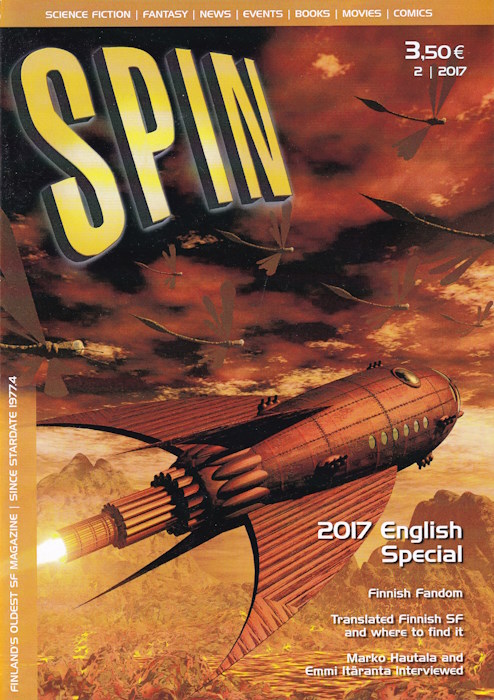 SCIENCE FICTION | FANTASY | NEWS | EVENTS | BOOKS | MOVIES | COMICS
SPIN
3,50 €
2 | 2017
FINLAND'S OLDEST SF MAGAZINE | SINCE STARDATE 1977.4
2017 English
Special
Finnish Fandom
Translated Finnish SF
and where to find it
Marko Hautala and
Emmi Itäranta interviewed